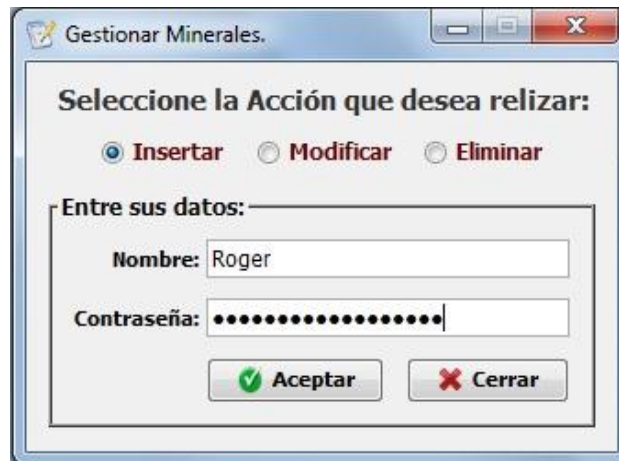 Gestionar Minerales.
Seleccione la Acción que desea relizar:
Insertar Modificar Eliminar
Entre sus datos:
Nombre: Roger
Contraseña: ••••••••••••••••••
Aceptar Cerrar